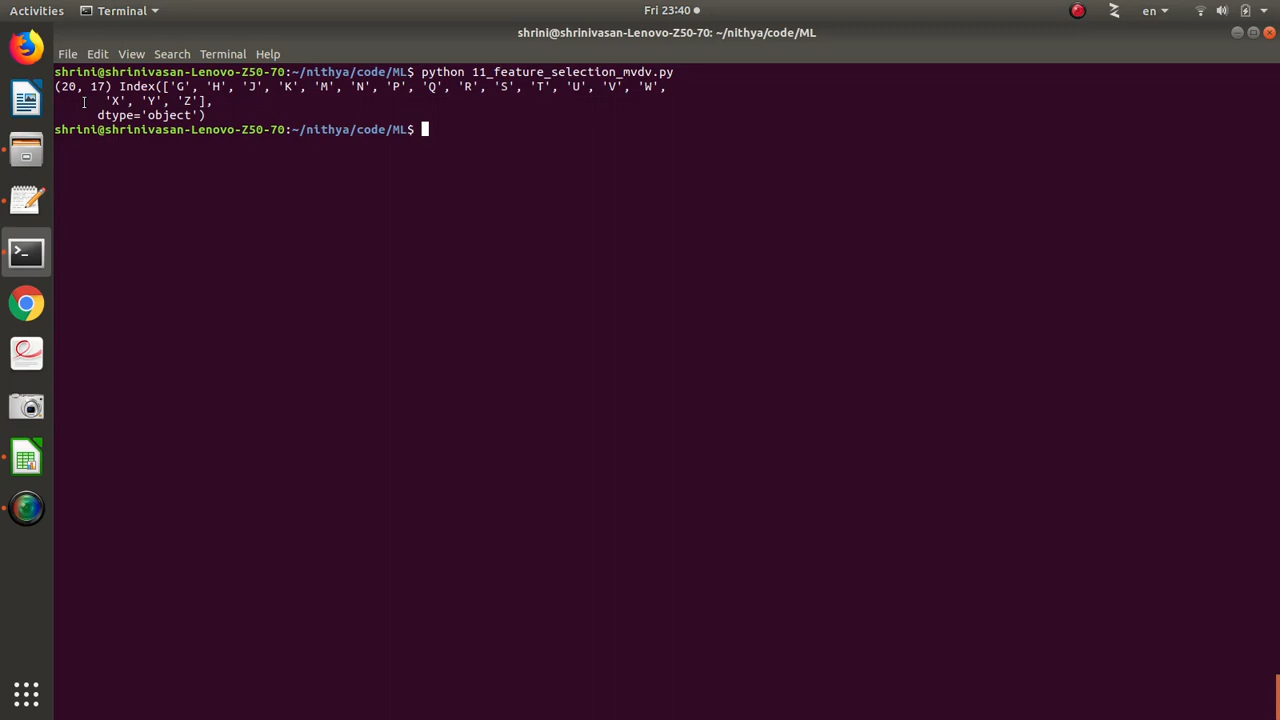 Activities Terminal Fri 23:40 en
shrini@shrinivasan-Lenovo-Z50-70: ~/nithya/code/ML
File Edit View Search Terminal Help
shrini@shrinivasan-Lenovo-Z50-70:~/nithya/code/ML$ python 11_feature_selection_mvdv.py
(20, 17) Index(['G', 'H', 'J', 'K', 'M', 'N', 'P', 'Q', 'R', 'S', 'T', 'U', 'V', 'W',
'X', 'Y', 'Z'],
dtype='object')
shrini@shrinivasan-Lenovo-Z50-70:~/nithya/code/ML$